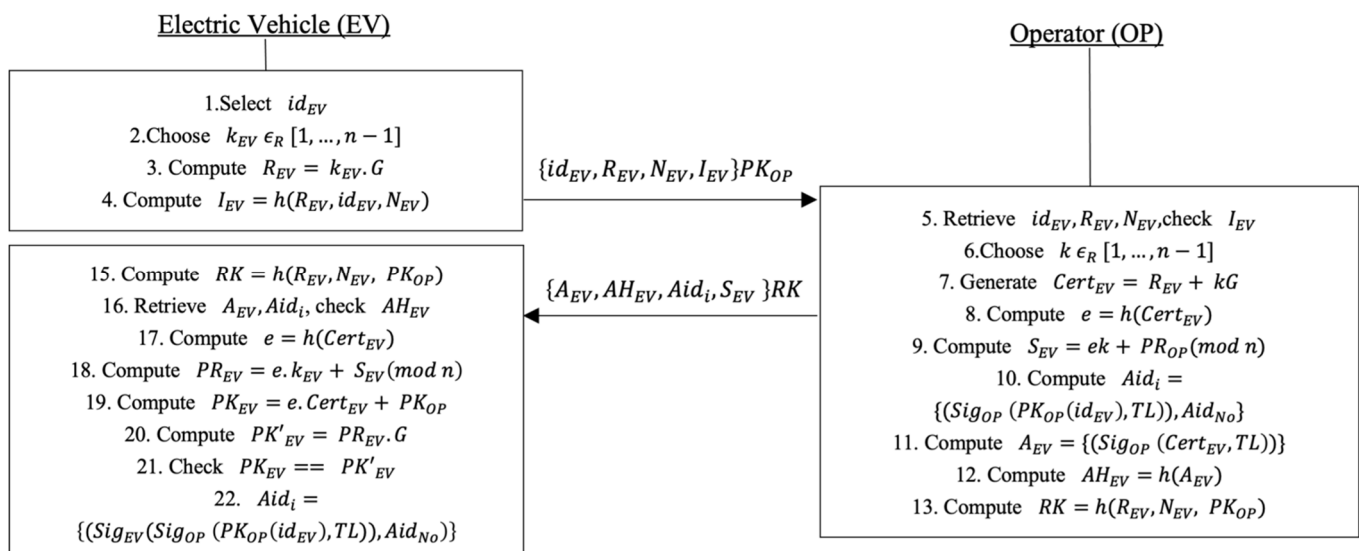 Electric Vehicle (EV)
1.Select id_EV
2.Choose k_EV ϵ_R [1, …, n − 1]
3. Compute R_EV = k_EV. G
4. Compute I_EV = h(R_EV, id_EV, N_EV)
{id_EV, R_EV, N_EV, I_EV}PK_OP
Operator (OP)
5. Retrieve id_EV, R_EV, N_EV,check I_EV
6.Choose k ϵ_R [1, …, n − 1]
7. Generate Cert_EV = R_EV + kG
8. Compute e = h(Cert_EV)
9. Compute S_EV = ek + PR_OP(mod n)
10. Compute Aid_i =
{(Sig_OP (PK_OP(id_EV), TL)), Aid_No}
11. Compute A_EV = {(Sig_OP (Cert_EV, TL))}
12. Compute AH_EV = h(A_EV)
13. Compute RK = h(R_EV, N_EV, PK_OP)
{A_EV, AH_EV, Aid_i, S_EV }RK
15. Compute RK = h(R_EV, N_EV, PK_OP)
16. Retrieve A_EV, Aid_i, check AH_EV
17. Compute e = h(Cert_EV)
18. Compute PR_EV = e. k_EV + S_EV(mod n)
19. Compute PK_EV = e. Cert_EV + PK_OP
20. Compute PK'_EV = PR_EV. G
21. Check PK_EV == PK'_EV
22. Aid_i =
{(Sig_EV(Sig_OP (PK_OP(id_EV), TL)), Aid_No)}